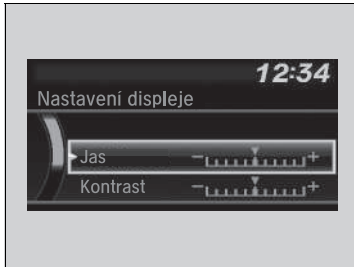 12:34
Nastavení displeje
Jas − +
Kontrast − +